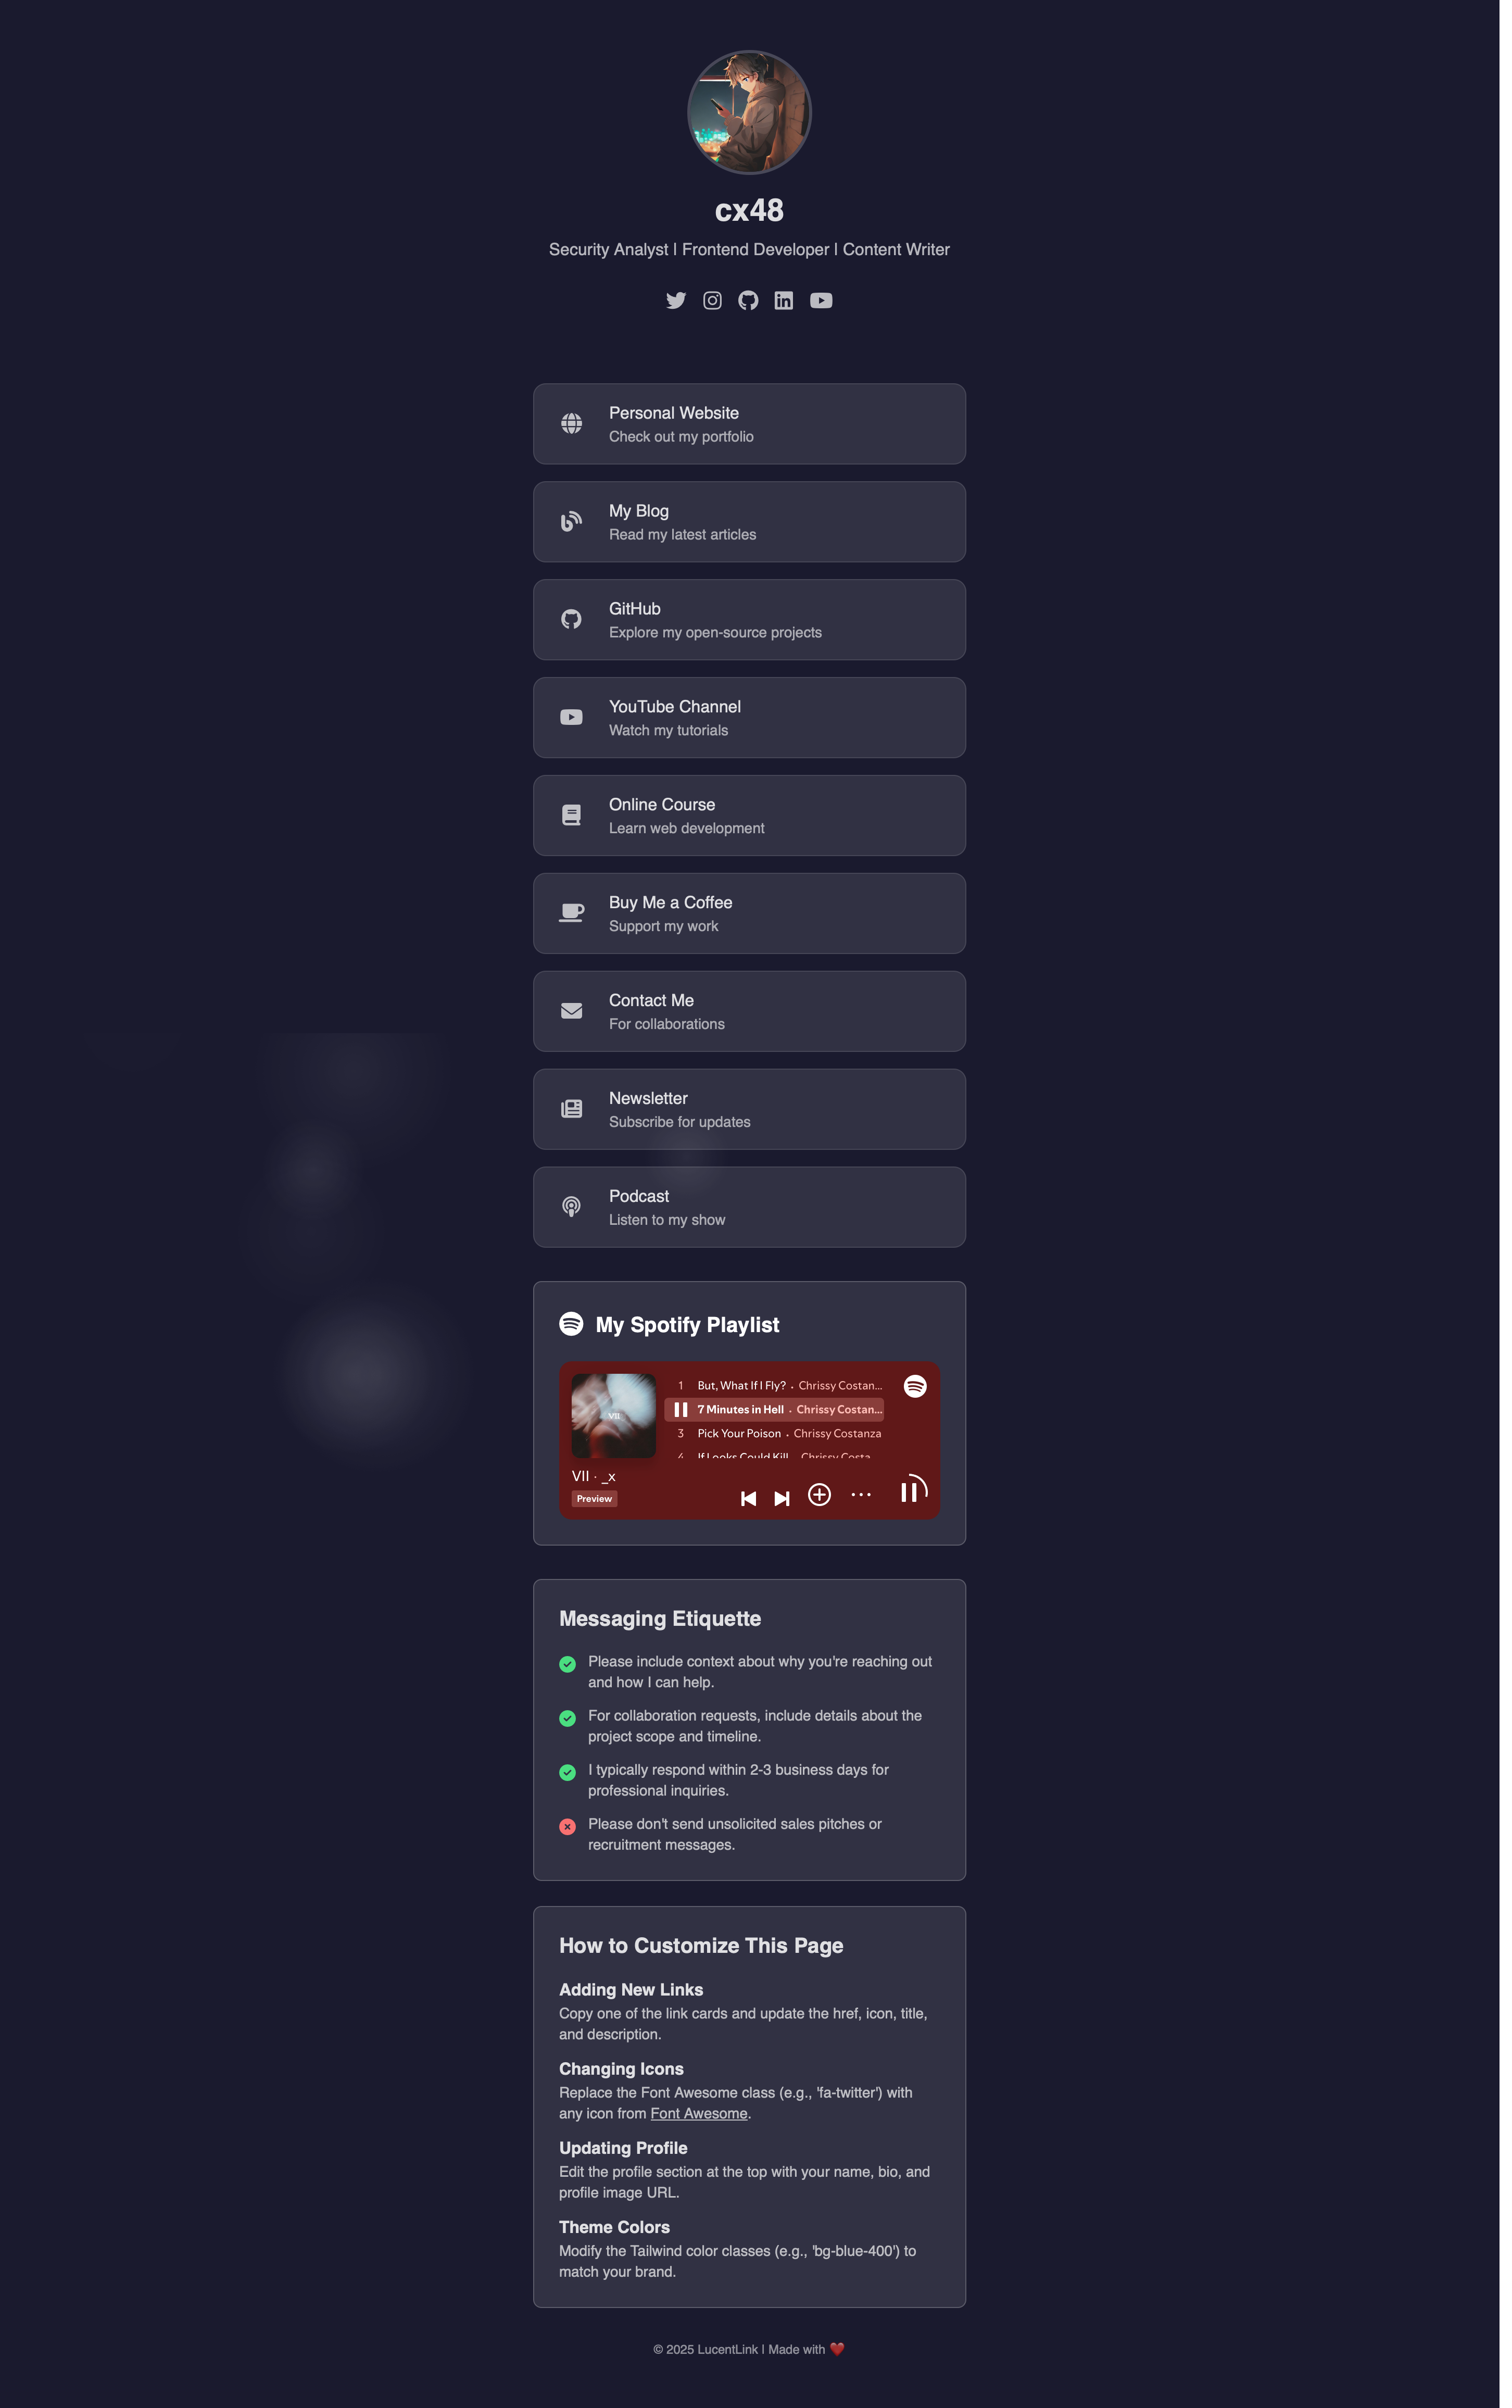 cx48
Security Analyst | Frontend Developer | Content Writer
Personal Website
Check out my portfolio
My Blog
Read my latest articles
GitHub
Explore my open-source projects
YouTube Channel
Watch my tutorials
Online Course
Learn web development
Buy Me a Coffee
Support my work
Contact Me
For collaborations
Newsletter
Subscribe for updates
Podcast
Listen to my show
My Spotify Playlist
VII
1 But, What If I Fly? • Chrissy Costan...
7 Minutes in Hell • Chrissy Costan...
3 Pick Your Poison • Chrissy Costanza
4 If Looks Could Kill • Chrissy Costa...
VII · _x
Preview
Messaging Etiquette
Please include context about why you're reaching out
and how I can help.
For collaboration requests, include details about the
project scope and timeline.
I typically respond within 2-3 business days for
professional inquiries.
Please don't send unsolicited sales pitches or
recruitment messages.
How to Customize This Page
Adding New Links
Copy one of the link cards and update the href, icon, title,
and description.
Changing Icons
Replace the Font Awesome class (e.g., 'fa-twitter') with
any icon from Font Awesome.
Updating Profile
Edit the profile section at the top with your name, bio, and
profile image URL.
Theme Colors
Modify the Tailwind color classes (e.g., 'bg-blue-400') to
match your brand.
© 2025 LucentLink | Made with ❤️